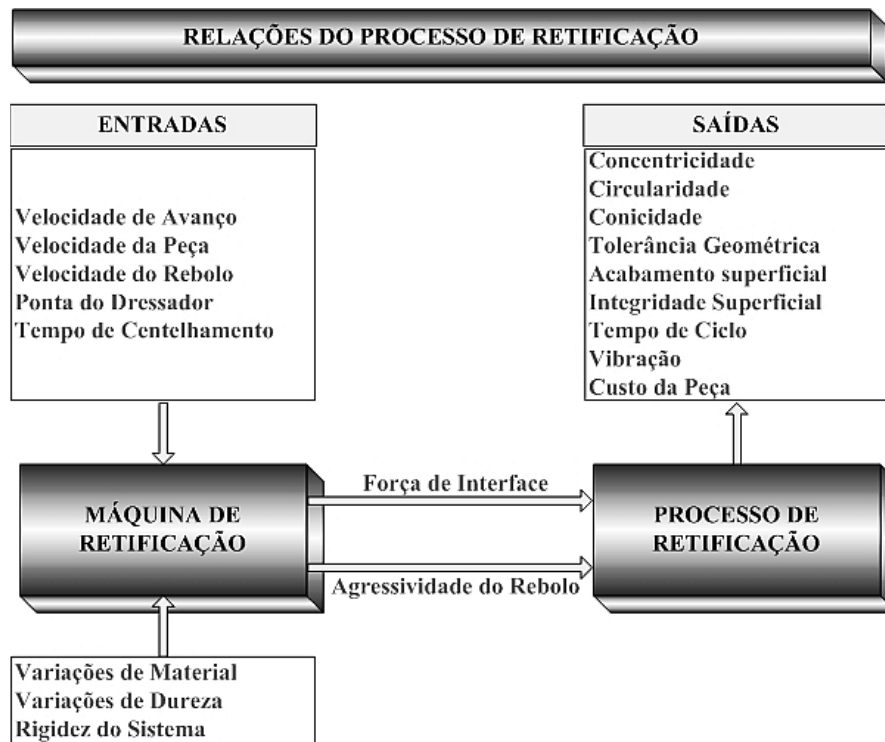 RELAÇÕES DO PROCESSO DE RETIFICAÇÃO
ENTRADAS
Velocidade de Avanço
Velocidade da Peça
Velocidade do Rebolo
Ponta do Dressador
Tempo de Centelhamento
SAÍDAS
Concentricidade
Circularidade
Conicidade
Tolerância Geométrica
Acabamento superficial
Integridade Superficial
Tempo de Ciclo
Vibração
Custo da Peça
MÁQUINA DE
RETIFICAÇÃO
Força de Interface
Agressividade do Rebolo
PROCESSO DE
RETIFICAÇÃO
Variações de Material
Variações de Dureza
Rigidez do Sistema